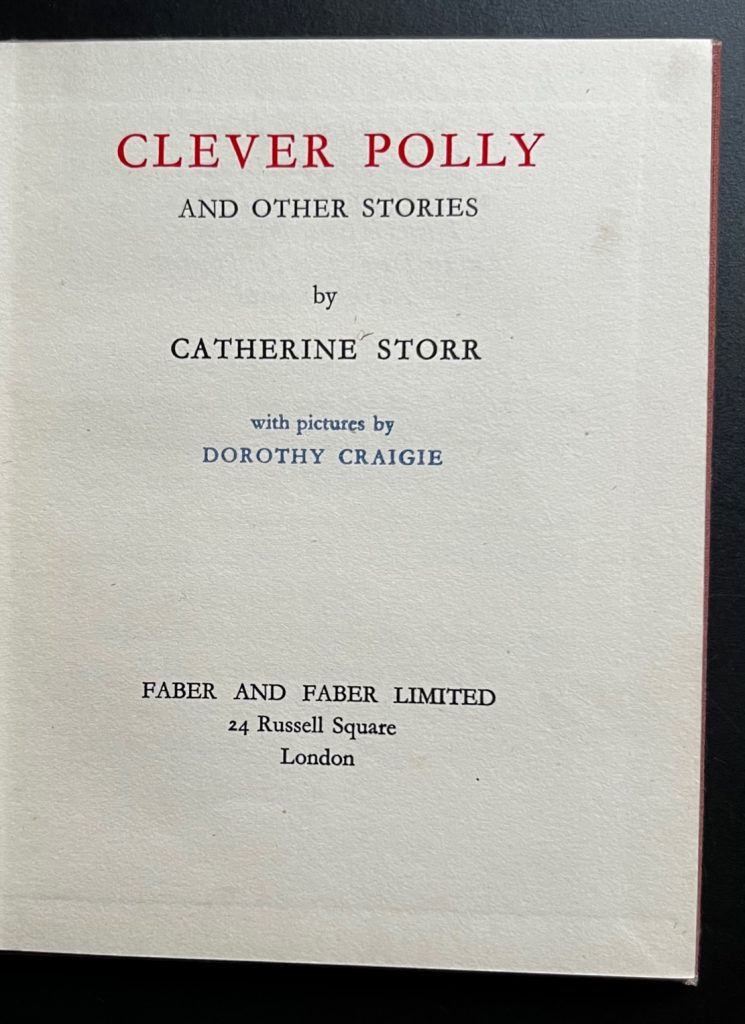 CLEVER POLLY
AND OTHER STORIES
by
CATHERINE STORR
with pictures by
DOROTHY CRAIGIE
FABER AND FABER LIMITED
24 Russell Square
London